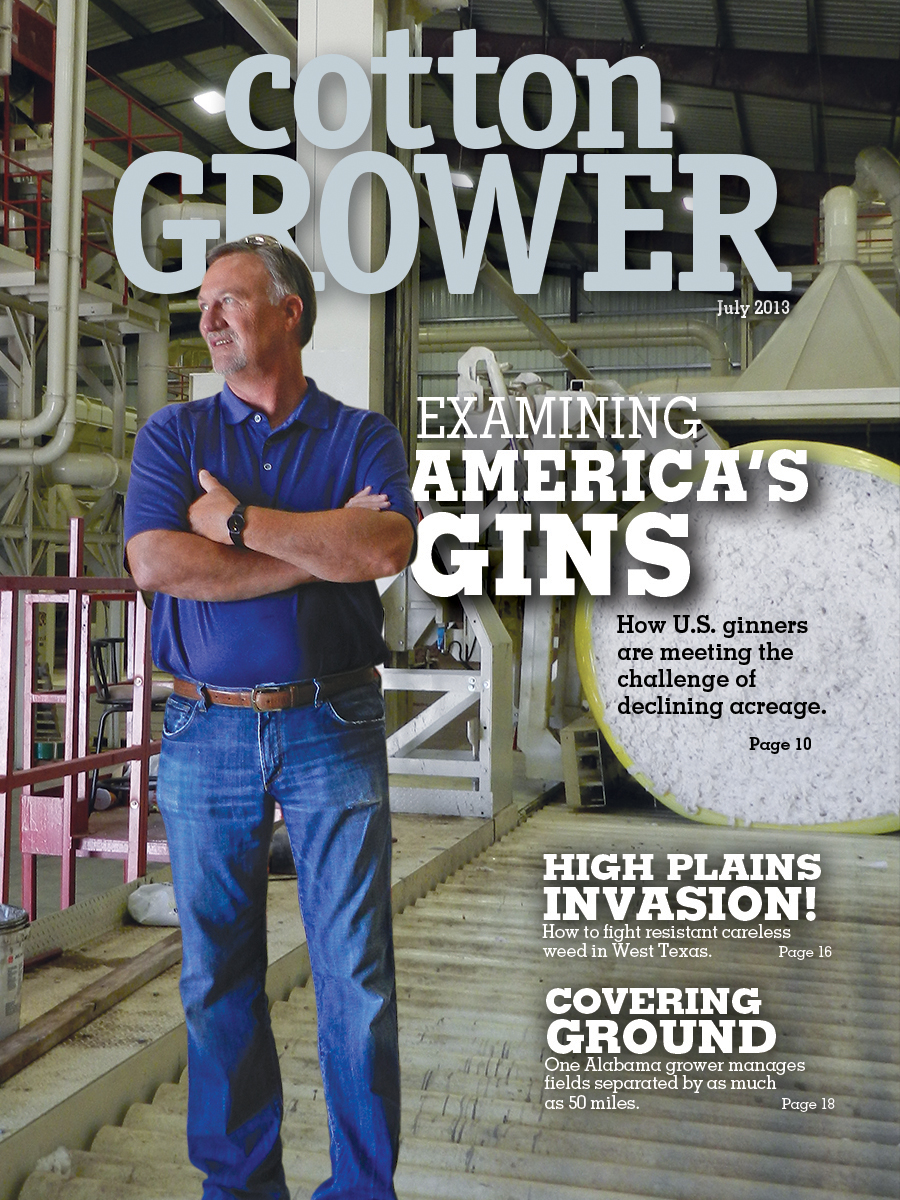 cotton
GROWER
July 2013
EXAMINING
AMERICA'S
GINS
How U.S. ginners
are meeting the
challenge of
declining acreage.
Page 10
HIGH PLAINS
INVASION!
How to fight resistant careless
weed in West Texas.
Page 16
COVERING
GROUND
One Alabama grower manages
fields separated by as much
as 50 miles.
Page 18